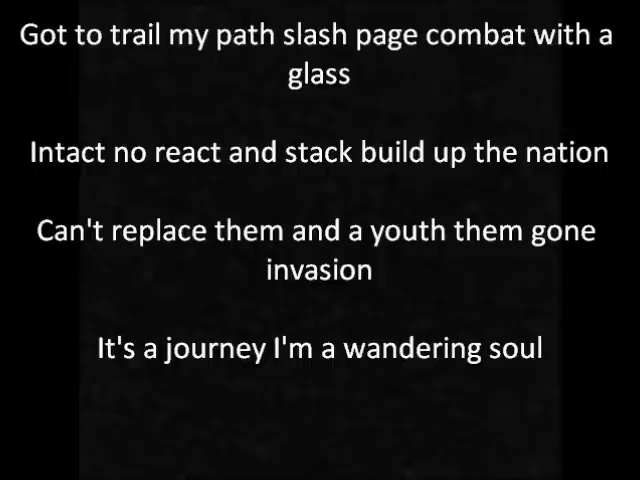 Got to trail my path slash page combat with a
glass
Intact no react and stack build up the nation
Can't replace them and a youth them gone
invasion
It's a journey I'm a wandering soul